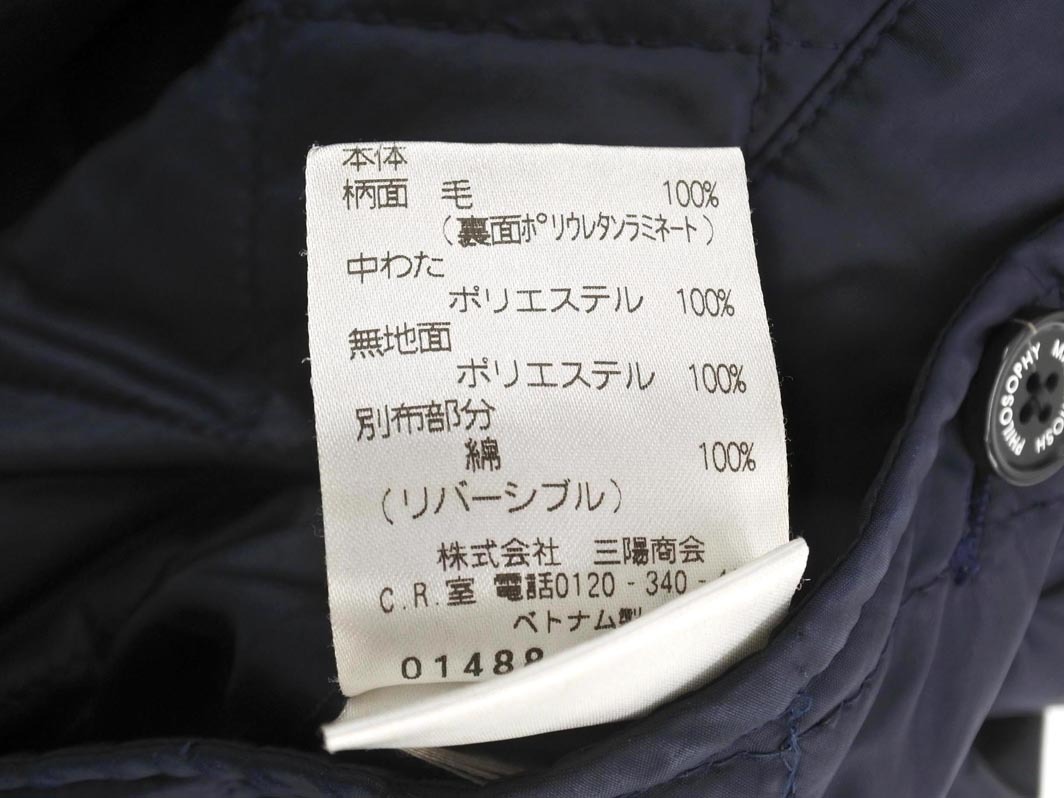 本体
柄面 毛 100%
(裏面ポリウレタンラミネート)
中わた
ポリエステル 100%
無地面
ポリエステル 100%
別布部分
綿 100%
(リバーシブル)
株式会社 三陽商会
C.R.室 電話0120-340-
ベトナム製
01488
PHILOSOPHY